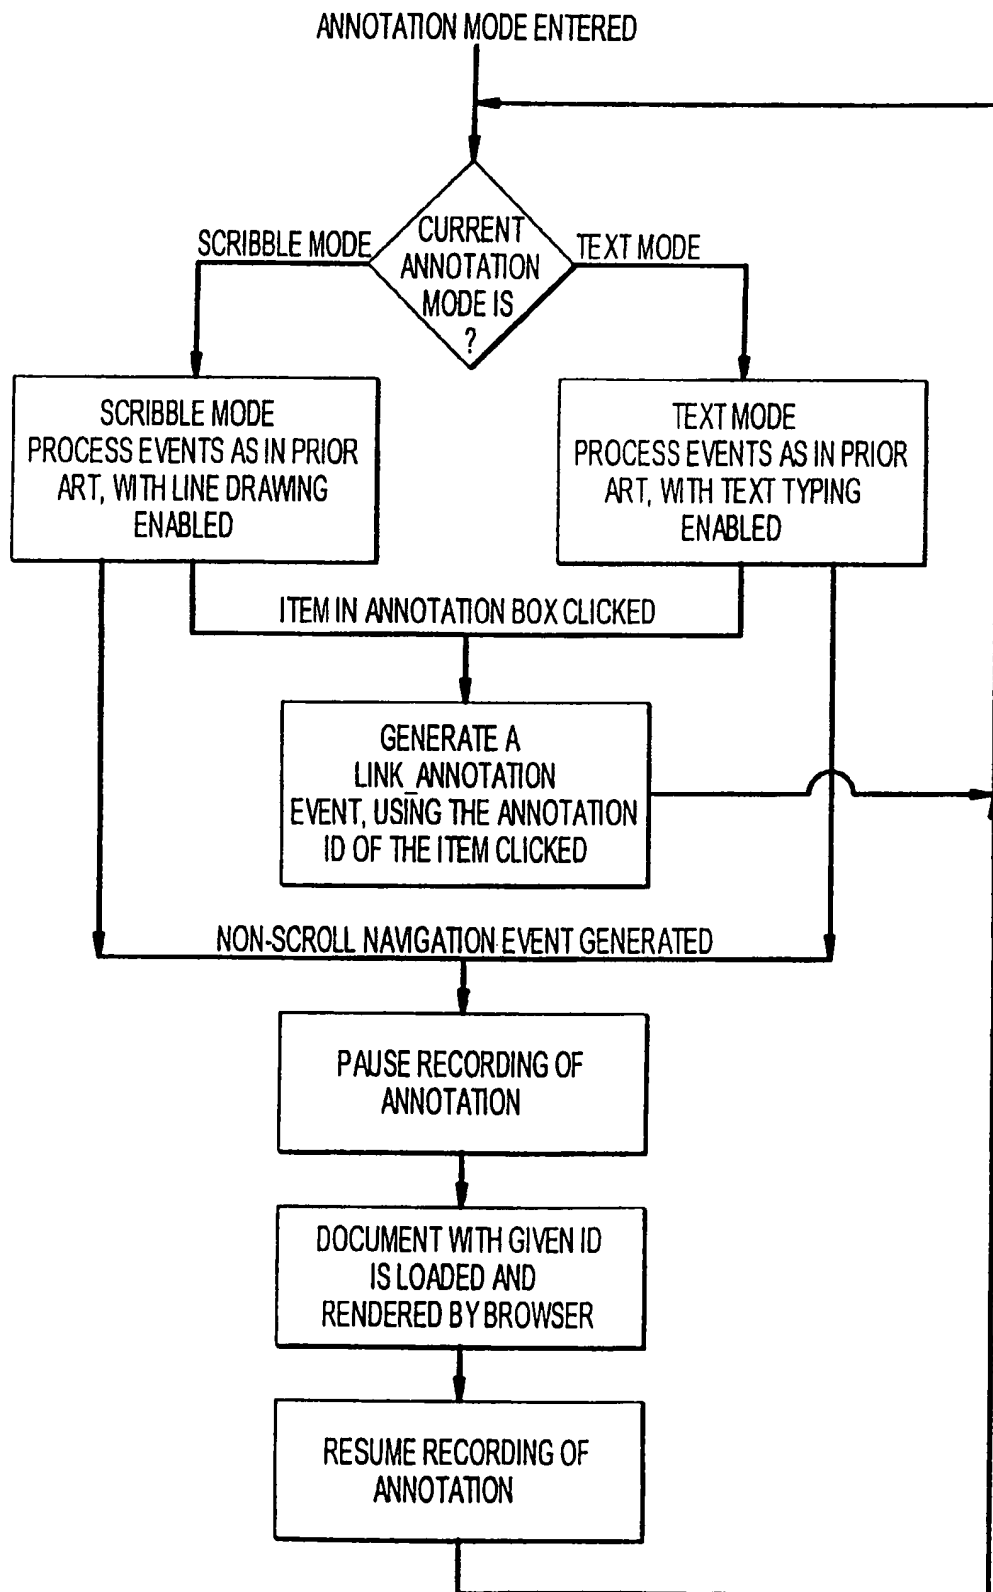 ANNOTATION MODE ENTERED
CURRENT
ANNOTATION
MODE IS
?
SCRIBBLE MODE
TEXT MODE
SCRIBBLE MODE
PROCESS EVENTS AS IN PRIOR
ART, WITH LINE DRAWING
ENABLED
TEXT MODE
PROCESS EVENTS AS IN PRIOR
ART, WITH TEXT TYPING
ENABLED
ITEM IN ANNOTATION BOX CLICKED
GENERATE A
LINK_ANNOTATION
EVENT, USING THE ANNOTATION
ID OF THE ITEM CLICKED
NON-SCROLL NAVIGATION EVENT GENERATED
PAUSE RECORDING OF
ANNOTATION
DOCUMENT WITH GIVEN ID
IS LOADED AND
RENDERED BY BROWSER
RESUME RECORDING OF
ANNOTATION